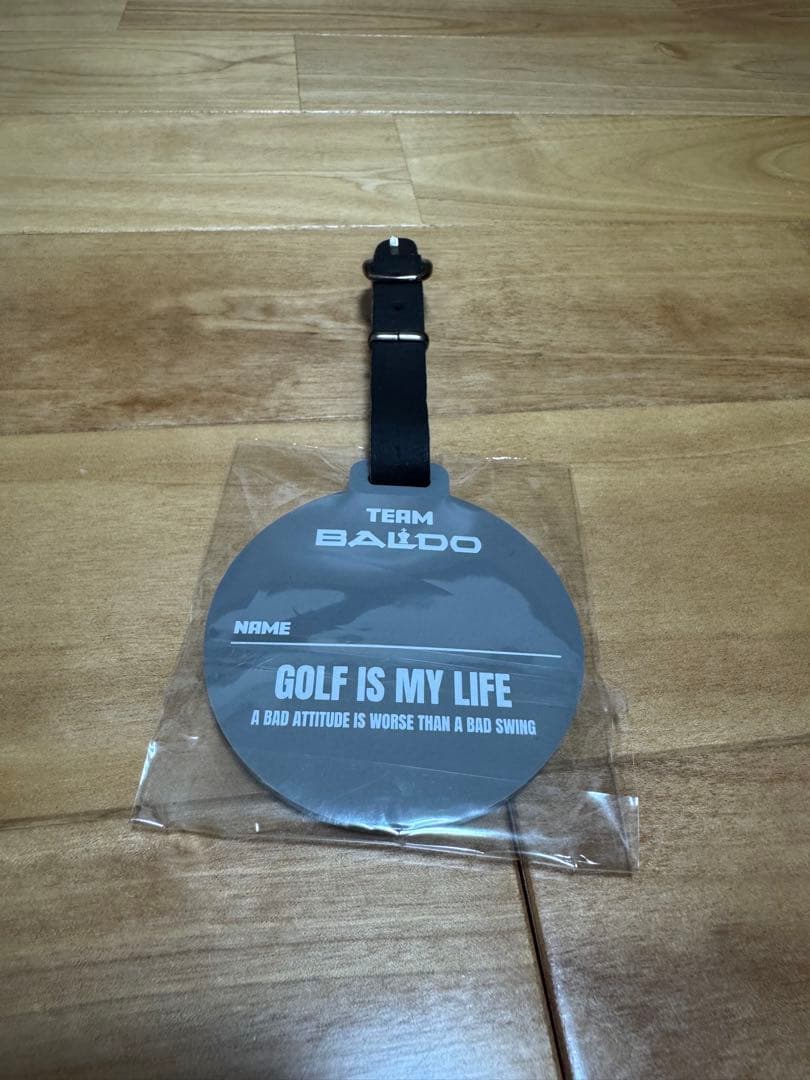 TEAM
BALDO
NAME
GOLF IS MY LIFE
A BAD ATTITUDE IS WORSE THAN A BAD SWING